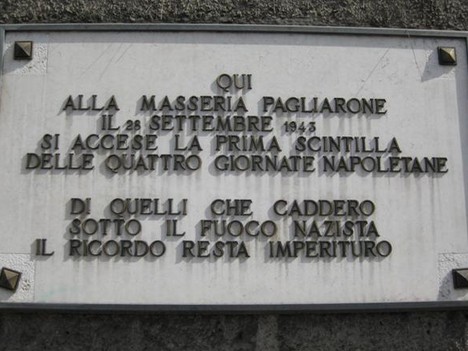 QUI
ALLA MASSERIA PAGLIARONE
IL 28 SETTEMBRE 1943
SI ACCESE LA PRIMA SCINTILLA
DELLE QUATTRO GIORNATE NAPOLETANE
DI QUELLI CHE CADDERO
SOTTO IL FUOCO NAZISTA
IL RICORDO RESTA IMPERITURO